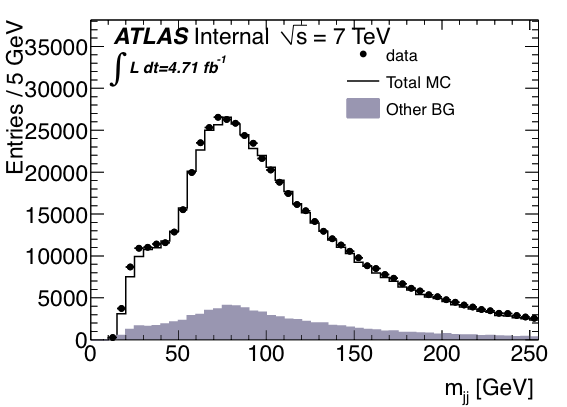 ATLAS Internal √s = 7 TeV
∫ L dt=4.71 fb⁻¹
data
Total MC
Other BG
Entries / 5 GeV
35000
30000
25000
20000
15000
10000
5000
0
0 50 100 150 200 250
m_jj [GeV]